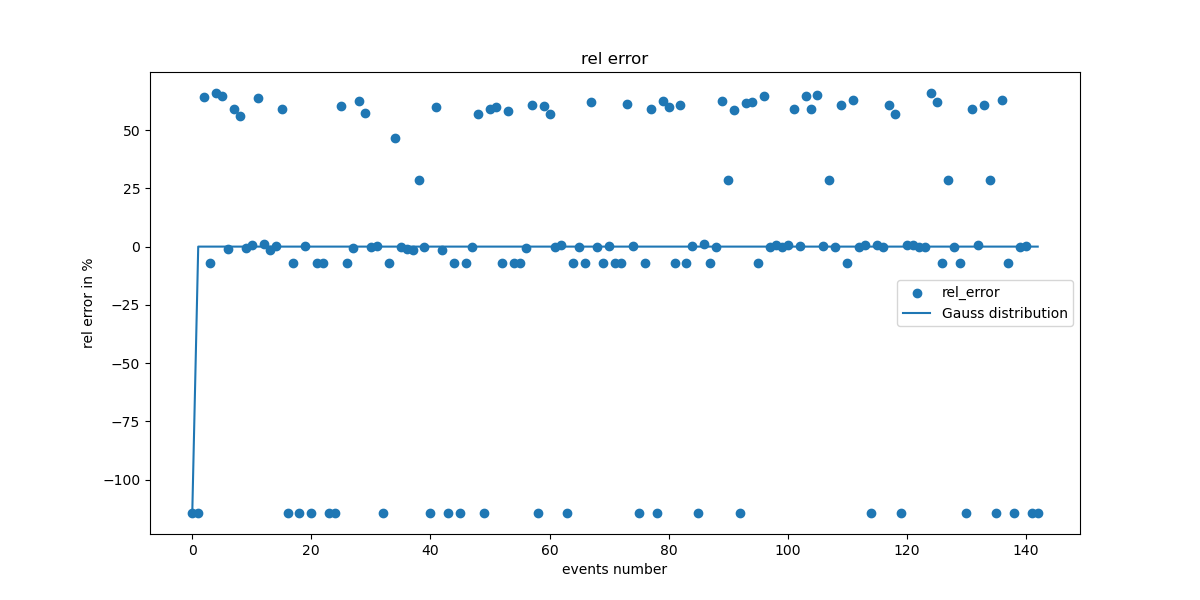 rel error
rel error in %
50
25
0
−25
−50
−75
−100
rel_error
Gauss distribution
0 20 40 60 80 100 120 140
events number